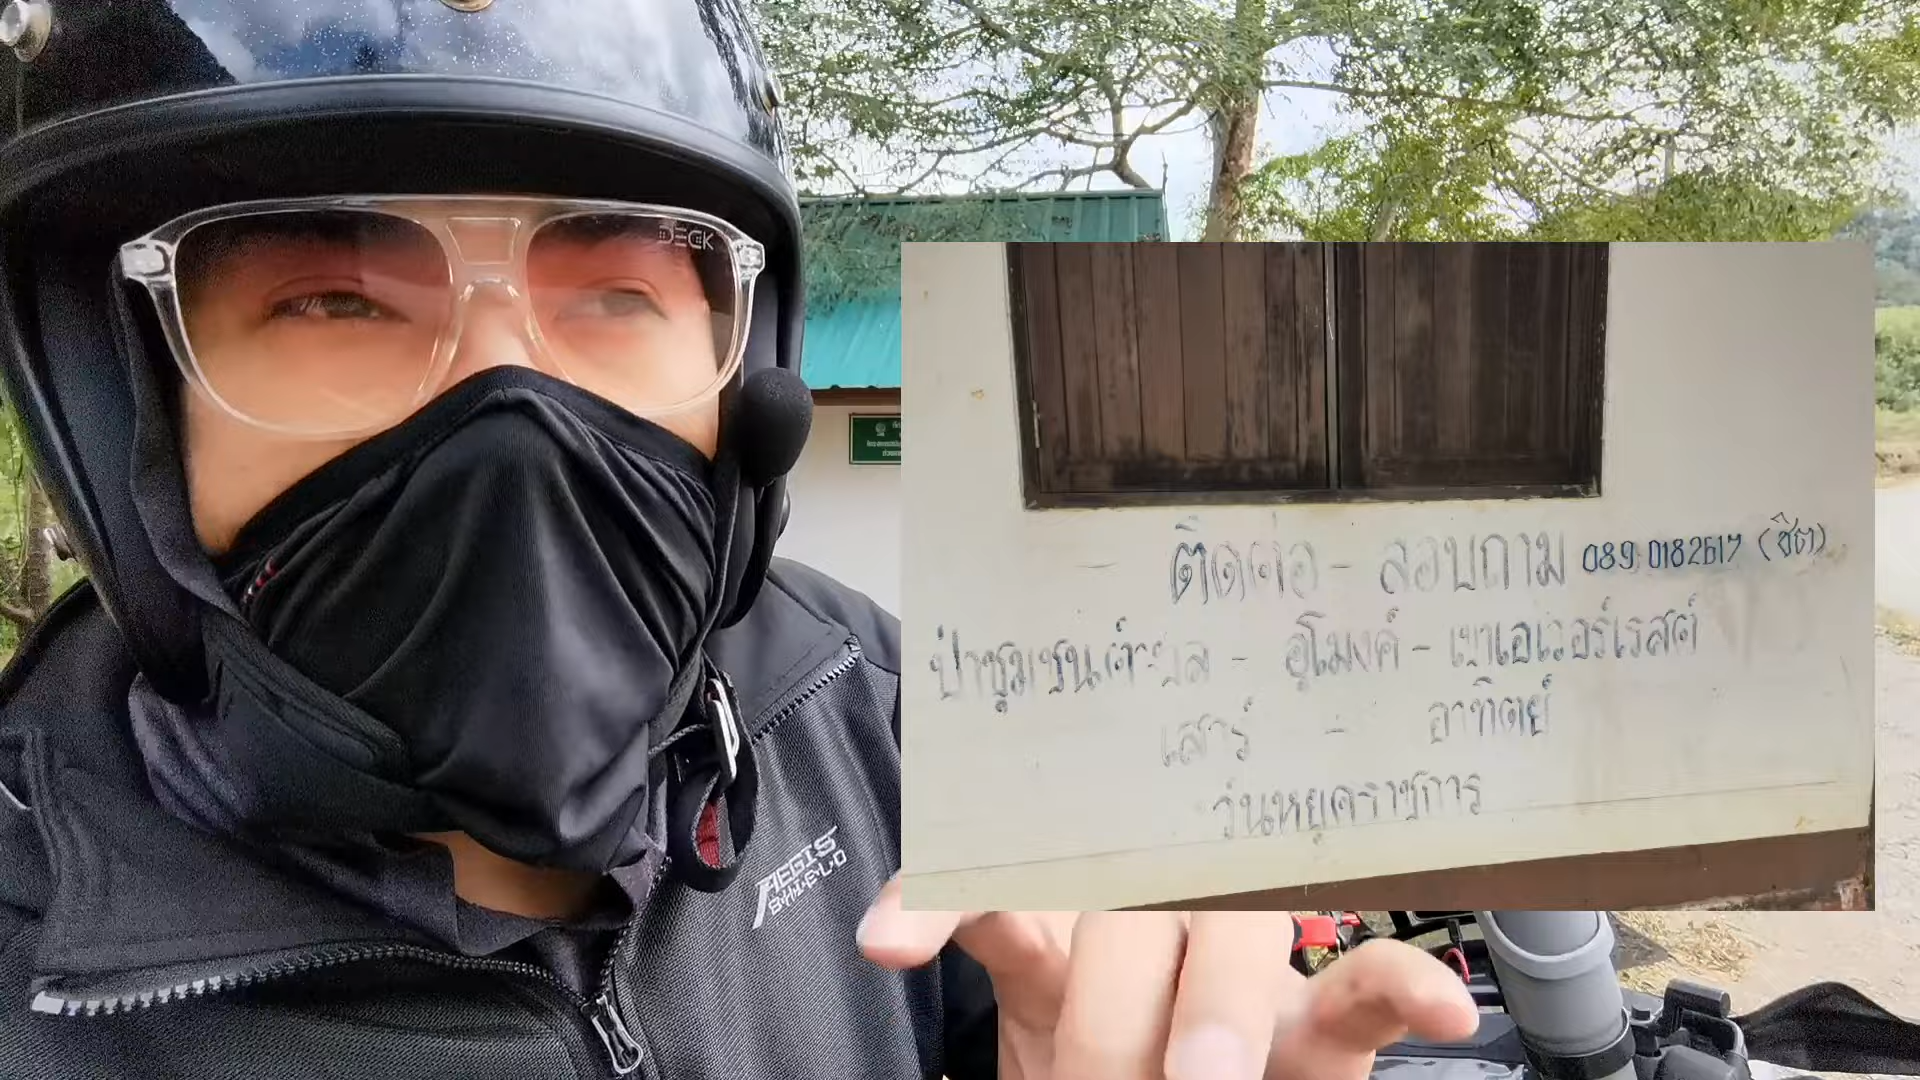 DECK
AEGIS
ติดต่อ - สอบถาม 089 0182617 (ชิต)
ป่าชุมชน - อุโมงค์ - เขาเอเวอร์เรสต์
เสาร์ - อาทิตย์
วันหยุดราชการ